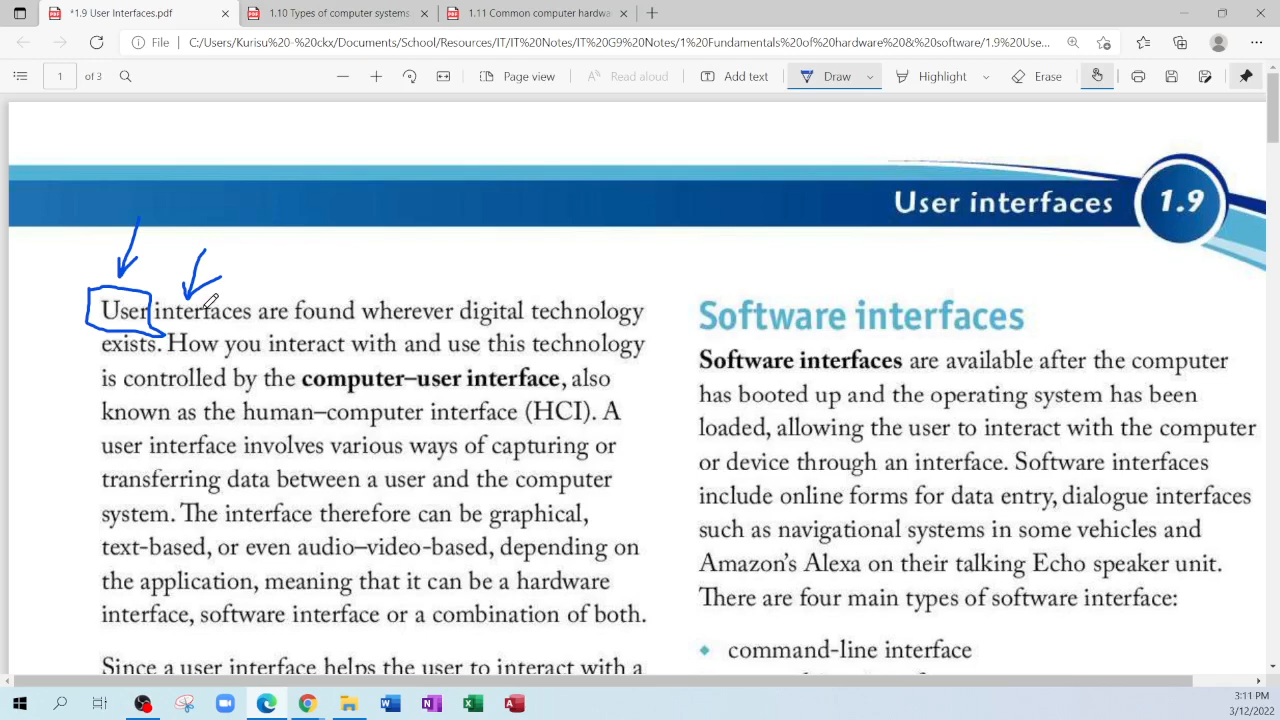 *1.9 User Interfaces.pdf
1.10 Types of computer systems
1.11 Common computer hardwa
File
C:/Users/Kurisu%20-%20ckx/Documents/School/Resources/IT/IT%20Notes/IT%20G9%20Notes/1%20Fundamentals%20of%20hardware%20&%20software/1.9%20Use...
1
of 3
Page view
Read aloud
Add text
Draw
Highlight
Erase
User interfaces
1.9
User interfaces are found wherever digital technology
exists. How you interact with and use this technology
is controlled by the computer–user interface, also
known as the human–computer interface (HCI). A
user interface involves various ways of capturing or
transferring data between a user and the computer
system. The interface therefore can be graphical,
text-based, or even audio–video-based, depending on
the application, meaning that it can be a hardware
interface, software interface or a combination of both.
Since a user interface helps the user to interact with a
Software interfaces
Software interfaces are available after the computer
has booted up and the operating system has been
loaded, allowing the user to interact with the computer
or device through an interface. Software interfaces
include online forms for data entry, dialogue interfaces
such as navigational systems in some vehicles and
Amazon's Alexa on their talking Echo speaker unit.
There are four main types of software interface:
command-line interface
3:11 PM
3/12/2022